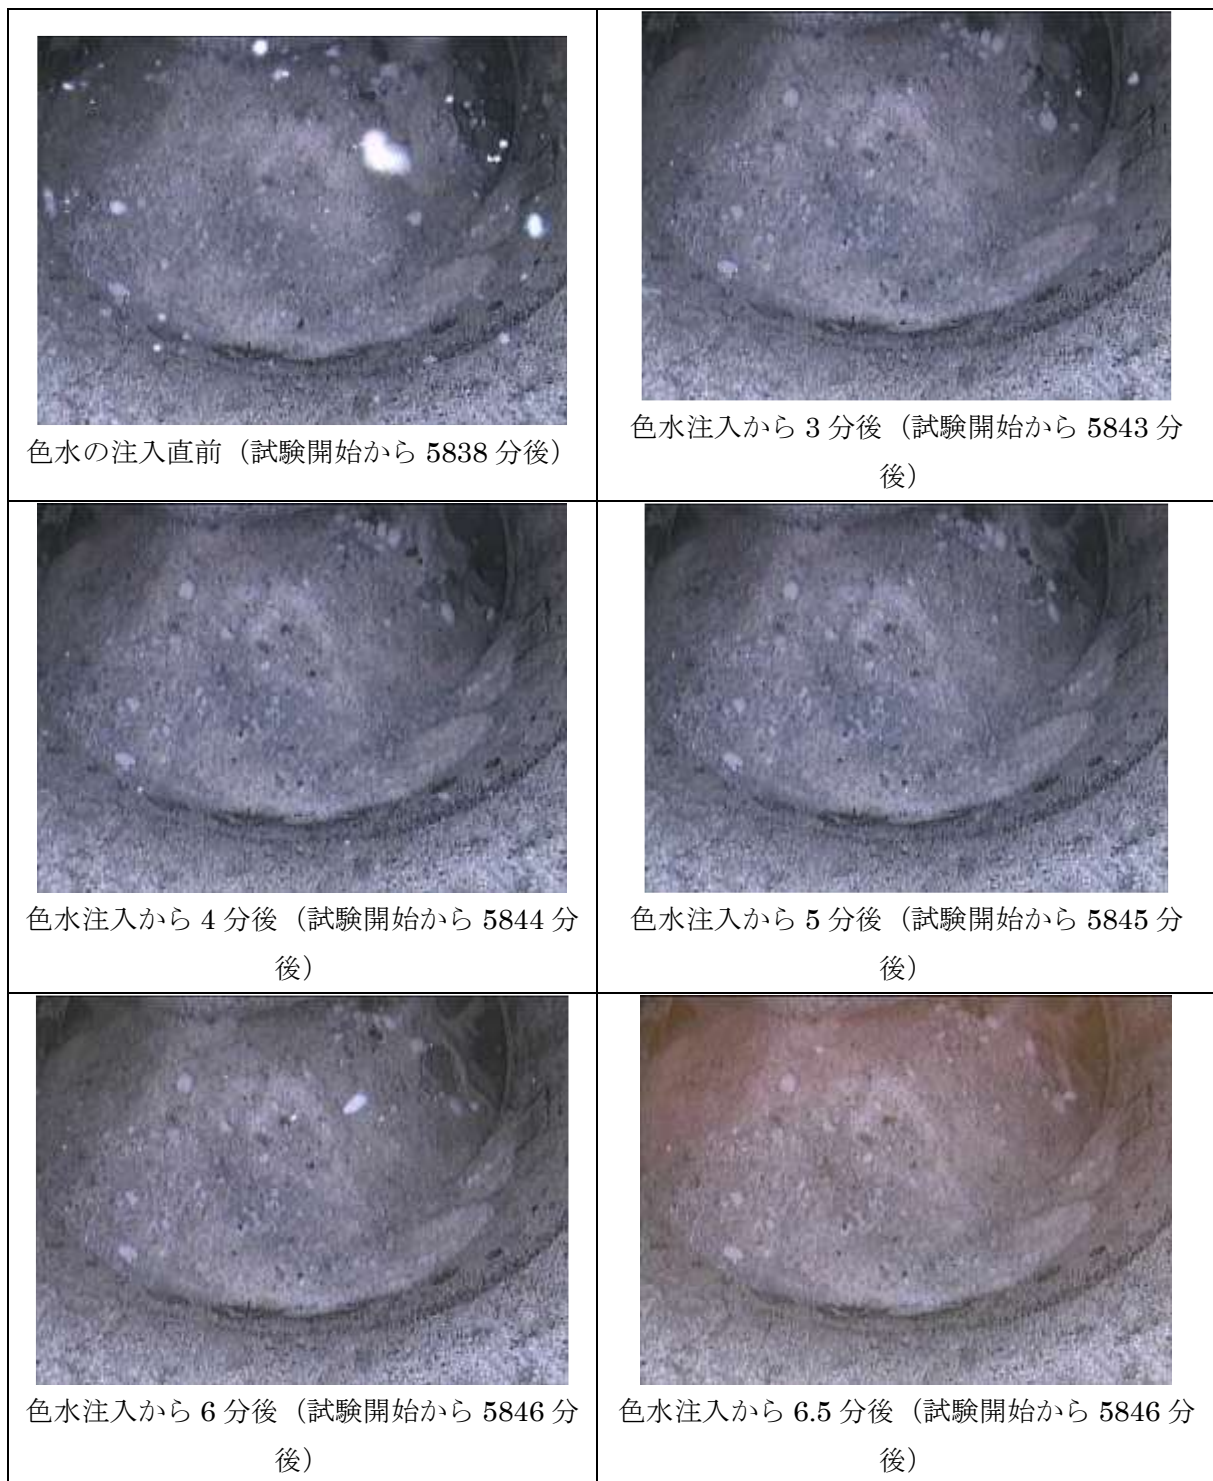 色水の注入直前（試験開始から 5838 分後）
色水注入から 3 分後（試験開始から 5843 分
後）
色水注入から 4 分後（試験開始から 5844 分
後）
色水注入から 5 分後（試験開始から 5845 分
後）
色水注入から 6 分後（試験開始から 5846 分
後）
色水注入から 6.5 分後（試験開始から 5846 分
後）